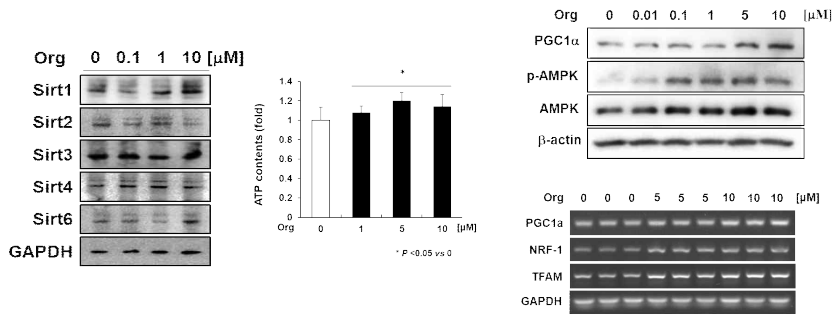 Org 0 0.1 1 10 [μM]
Sirt1
Sirt2
Sirt3
Sirt4
Sirt6
GAPDH
ATP contents (fold)
1.4
1.2
1
0.8
0.6
0.4
0.2
0
*
Org 0 1 5 10 [μM]
* P <0.05 vs 0
Org 0 0.01 0.1 1 5 10 [μM]
PGC1α
p-AMPK
AMPK
β-actin
Org 0 0 0 5 5 5 10 10 10 [μM]
PGC1a
NRF-1
TFAM
GAPDH